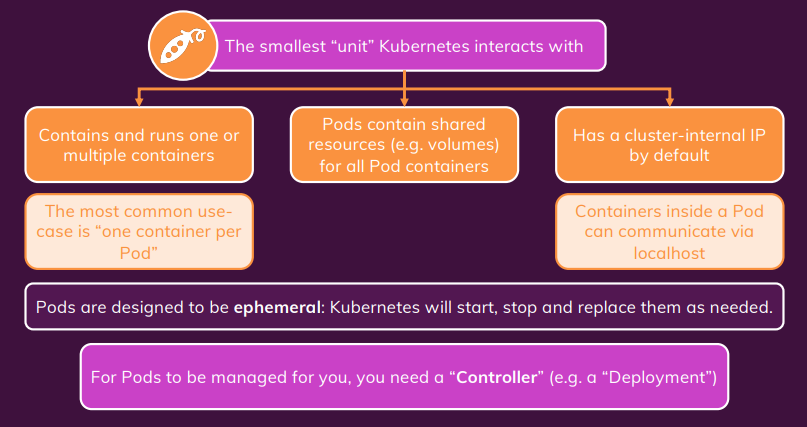 The smallest “unit” Kubernetes interacts with
Contains and runs one or
multiple containers
Pods contain shared
resources (e.g. volumes)
for all Pod containers
Has a cluster-internal IP
by default
The most common use-
case is “one container per
Pod”
Containers inside a Pod
can communicate via
localhost
Pods are designed to be ephemeral: Kubernetes will start, stop and replace them as needed.
For Pods to be managed for you, you need a “Controller” (e.g. a “Deployment”)